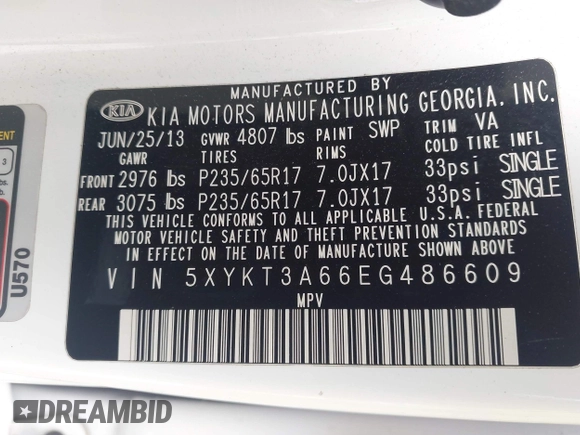 MANUFACTURED BY
KIA KIA MOTORS MANUFACTURING GEORGIA, INC.
JUN/25/13 GVWR 4807 lbs PAINT SWP TRIM VA
GAWR TIRES RIMS COLD TIRE INFL
FRONT 2976 lbs P235/65R17 7.0JX17 33psi SINGLE
REAR 3075 lbs P235/65R17 7.0JX17 33psi SINGLE
THIS VEHICLE CONFORMS TO ALL APPLICABLE U.S.A. FEDERAL
MOTOR VEHICLE SAFETY AND THEFT PREVENTION STANDARDS
IN EFFECT ON THE DATE OF MANUFACTURE SHOWN ABOVE.
VIN 5XYKT3A66EG486609
MPV
3
lbs.
U570
DREAMBID